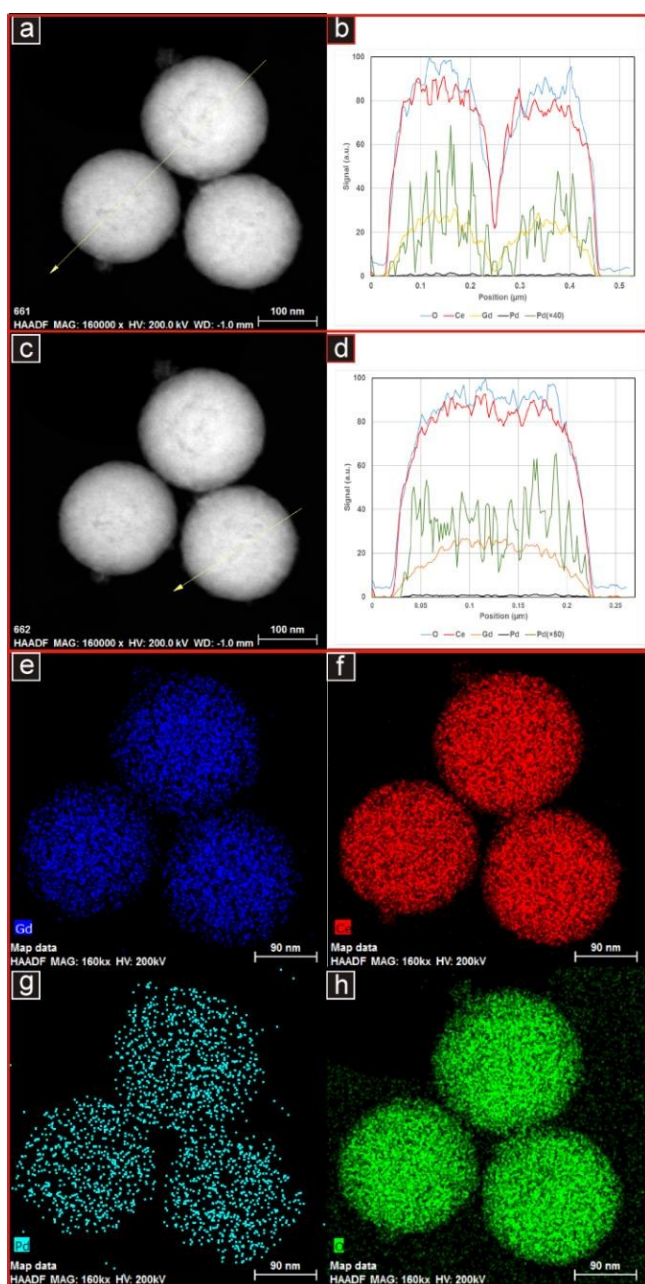 a
661
HAADF MAG: 160000 x HV: 200.0 kV WD: -1.0 mm
100 nm
b
Signal (a.u.)
100
80
60
40
20
0
0 0.1 0.2 0.3 0.4 0.5
Position (µm)
O Ce Gd Pd Pd(×40)
c
662
HAADF MAG: 160000 x HV: 200.0 kV WD: -1.0 mm
100 nm
d
Signal (a.u.)
100
80
60
40
20
0
0 0.05 0.1 0.15 0.2 0.25
Position (µm)
O Ce Gd Pd Pd(×50)
e
Gd
Map data
HAADF MAG: 160kx HV: 200kV
90 nm
f
Ce
Map data
HAADF MAG: 160kx HV: 200kV
90 nm
g
Pd
Map data
HAADF MAG: 160kx HV: 200kV
90 nm
h
O
Map data
HAADF MAG: 160kx HV: 200kV
90 nm